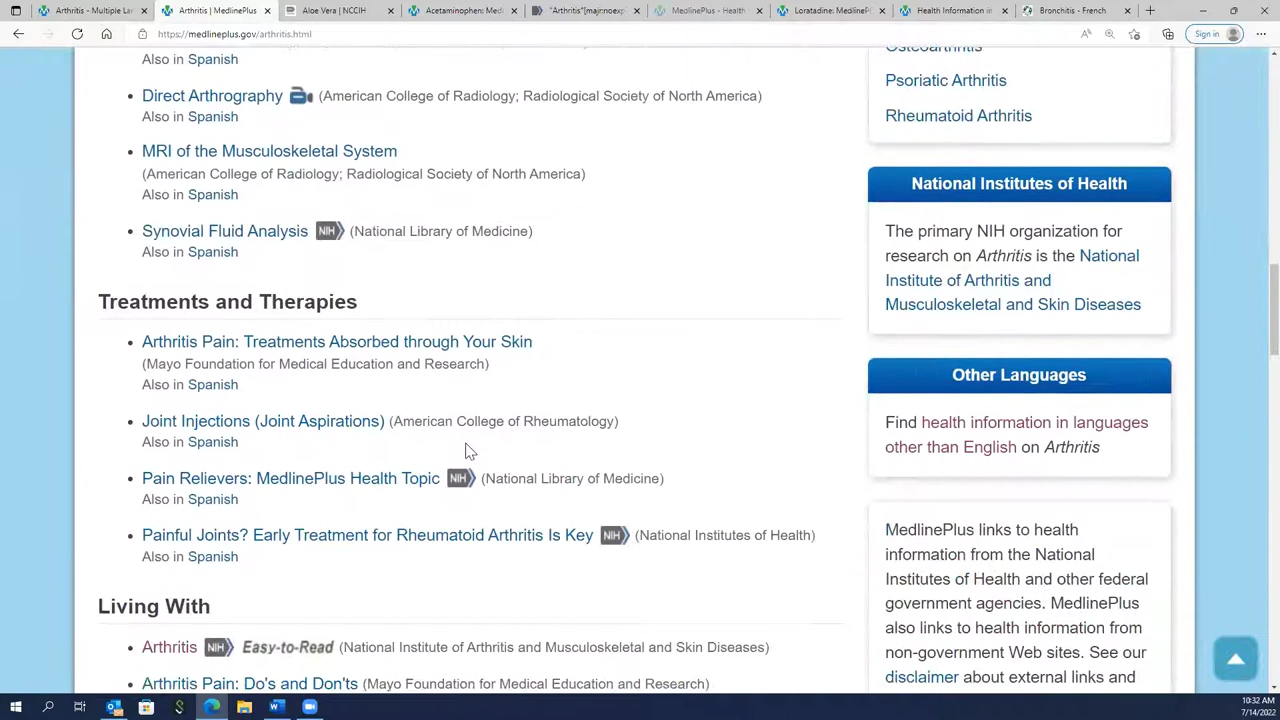 Arthritis - Multiple Lan
Arthritis | MedlinePlus
Aloe Vera | NCCIH
Acetaminophen: Med
"Arthritis"[majr:noexp
MedlinePlus - Health
Loratadine: MedlineP
Health Information in
Bronchitis - French
https://medlineplus.gov/arthritis.html
Sign in
Also in Spanish
Direct Arthrography (American College of Radiology; Radiological Society of North America)
Also in Spanish
MRI of the Musculoskeletal System
(American College of Radiology; Radiological Society of North America)
Also in Spanish
Synovial Fluid Analysis NIH (National Library of Medicine)
Also in Spanish
Treatments and Therapies
Arthritis Pain: Treatments Absorbed through Your Skin
(Mayo Foundation for Medical Education and Research)
Also in Spanish
Joint Injections (Joint Aspirations) (American College of Rheumatology)
Also in Spanish
Pain Relievers: MedlinePlus Health Topic NIH (National Library of Medicine)
Also in Spanish
Painful Joints? Early Treatment for Rheumatoid Arthritis Is Key NIH (National Institutes of Health)
Also in Spanish
Living With
Arthritis NIH Easy-to-Read (National Institute of Arthritis and Musculoskeletal and Skin Diseases)
Arthritis Pain: Do's and Don'ts (Mayo Foundation for Medical Education and Research)
Osteoarthritis
Psoriatic Arthritis
Rheumatoid Arthritis
National Institutes of Health
The primary NIH organization for
research on Arthritis is the National
Institute of Arthritis and
Musculoskeletal and Skin Diseases
Other Languages
Find health information in languages
other than English on Arthritis
MedlinePlus links to health
information from the National
Institutes of Health and other federal
government agencies. MedlinePlus
also links to health information from
non-government Web sites. See our
disclaimer about external links and
10:32 AM
7/14/2022